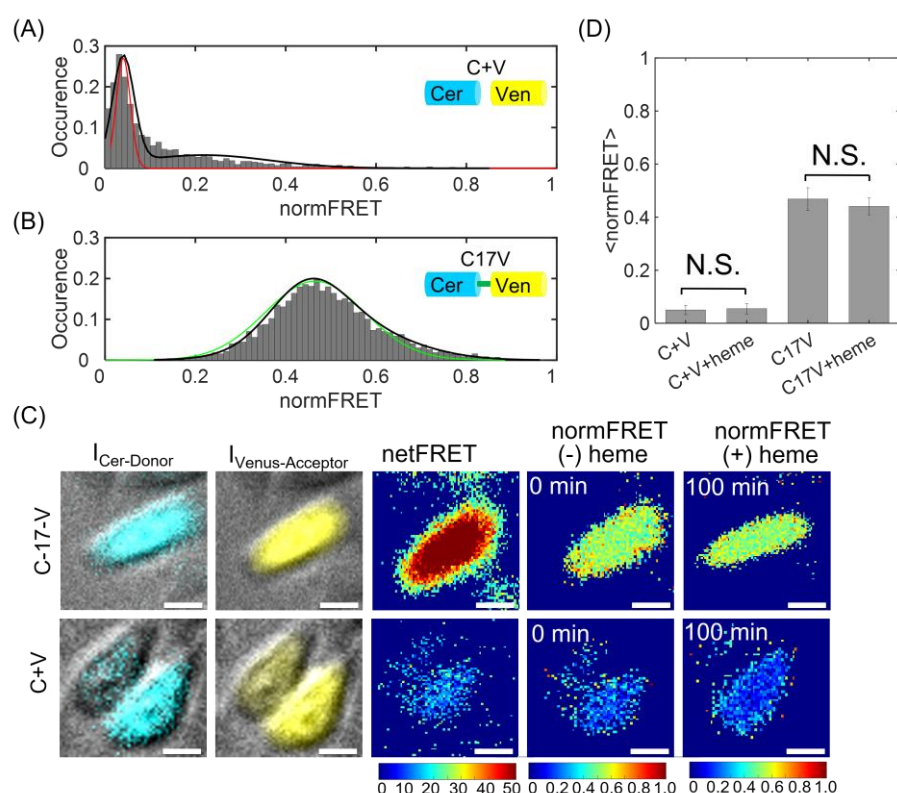 (A)
0.3
0.2
0.1
0
Occurence
C+V
Cer Ven
0 0.2 0.4 0.6 0.8 1
normFRET
(B)
0.3
0.2
0.1
0
Occurence
C17V
Cer Ven
0 0.2 0.4 0.6 0.8 1
normFRET
(D)
1
0.8
0.6
0.4
0.2
0
<normFRET>
N.S.
N.S.
C+V
C+V+heme
C17V
C17V+heme
(C)
I Cer-Donor
I Venus-Acceptor
netFRET
normFRET
(-) heme
normFRET
(+) heme
C-17-V
0 min
100 min
C+V
0 min
100 min
0 10 20 30 40 50
0 0.2 0.4 0.6 0.8 1.0
0 0.2 0.4 0.6 0.8 1.0